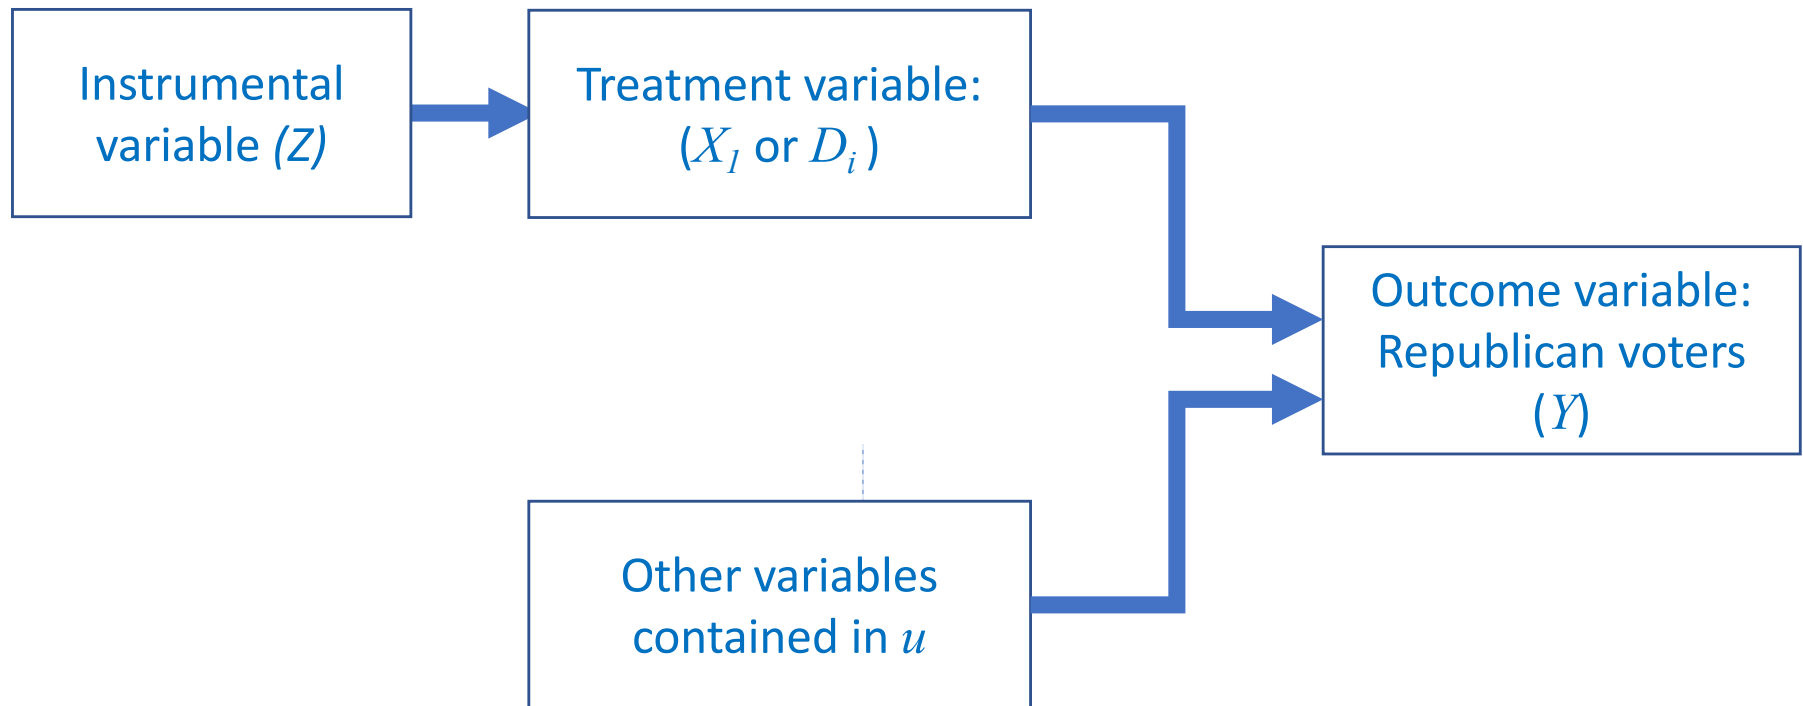 Instrumental
variable (Z)
Treatment variable:
(X₁ or Dᵢ )
Outcome variable:
Republican voters
(Y)
Other variables
contained in u